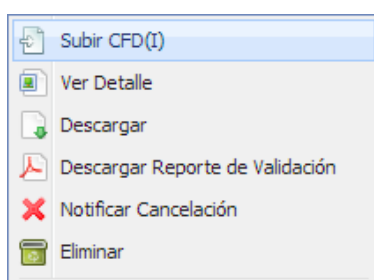 Subir CFD(I)
Ver Detalle
Descargar
Descargar Reporte de Validación
Notificar Cancelación
Eliminar